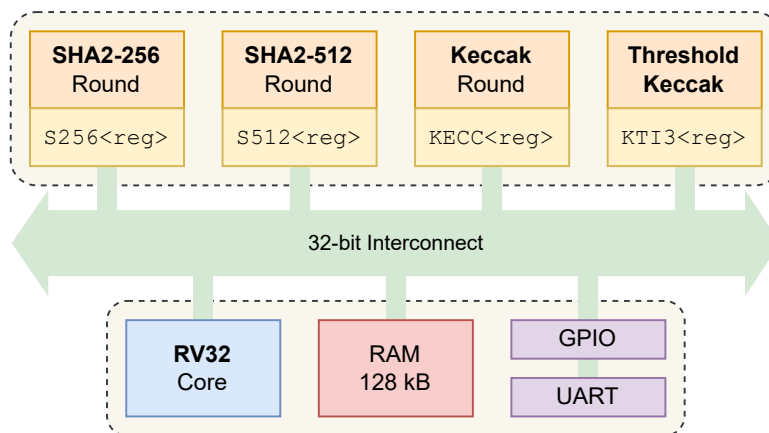 SHA2-256
Round
S256<reg>
SHA2-512
Round
S512<reg>
Keccak
Round
KECC<reg>
Threshold
Keccak
KTI3<reg>
32-bit Interconnect
RV32
Core
RAM
128 kB
GPIO
UART